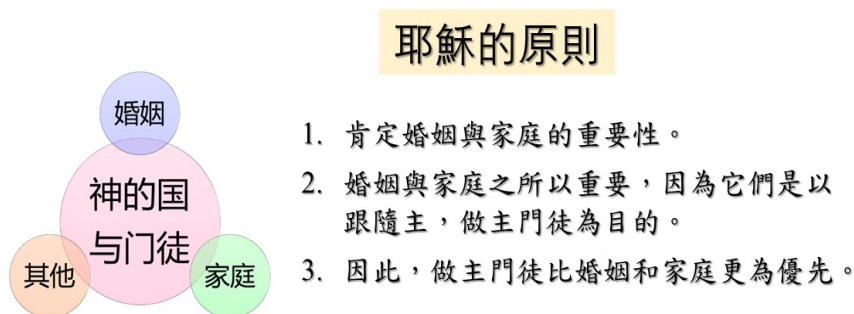 耶穌的原則
婚姻
神的国
与门徒
其他
家庭
1. 肯定婚姻與家庭的重要性。
2. 婚姻與家庭之所以重要，因為它們是以
跟隨主，做主門徒為目的。
3. 因此，做主門徒比婚姻和家庭更為優先。